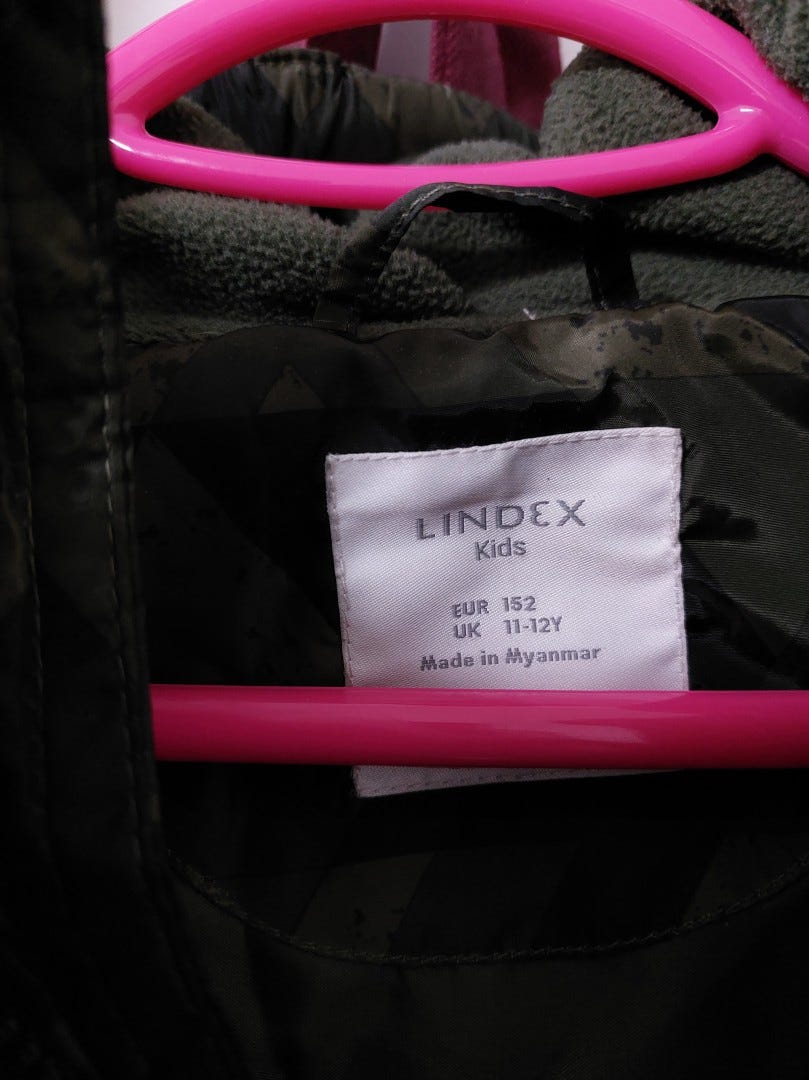 LINDEX
Kids
EUR 152
UK 11-12Y
Made in Myanmar